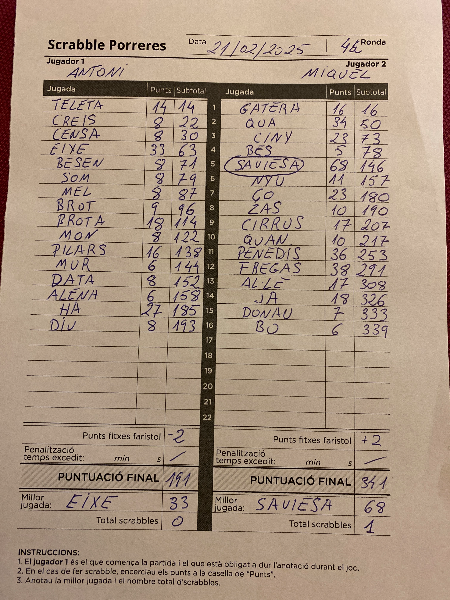 Scrabble Porreres Data 21/02/2025 4a Ronda
Jugador 1 Jugador 2
ANTONI MIQUEL
Jugada Punts Subtotal Jugada Punts Subtotal
TELETA 14 14 1 GATERA 16 16
CREIS 8 22 2 QUA 34 50
CENSA 8 30 3 CINY 23 73
EIXE 33 63 4 BES 5 78
BESEN 8 71 5 SAVIESA 68 146
SOM 8 79 6 NYU 11 157
MEL 8 87 7 GO 23 180
BROT 9 96 8 ZAS 10 190
BROTA 18 114 9 CIRRUS 17 207
MON 8 122 10 QUAN 10 217
PILARS 16 138 11 PENEDIS 36 253
MUR 6 144 12 FREGAS 38 291
DATA 8 152 13 AL·LE 17 308
ALENA 6 158 14 JA 18 326
HA 27 185 15 DONAU 7 333
DIU 8 193 16 BO 6 339
17
18
19
20
21
22
Punts fitxes faristol -2 Punts fitxes faristol +2
Penalització temps excedit: min s / Penalització temps excedit: min s /
PUNTUACIÓ FINAL 191 PUNTUACIÓ FINAL 341
Millor jugada: EIXE 33 Millor jugada: SAVIESA 68
Total scrabbles 0 Total scrabbles 1
INSTRUCCIONS:
1. El jugador 1 és el que comença la partida i el que està obligat a dur l'anotació durant el joc.
2. En el cas de fer scrabble, encercleu els punts a la casella de "Punts".
3. Anotau la millor jugada i el nombre total d'scrabbles.